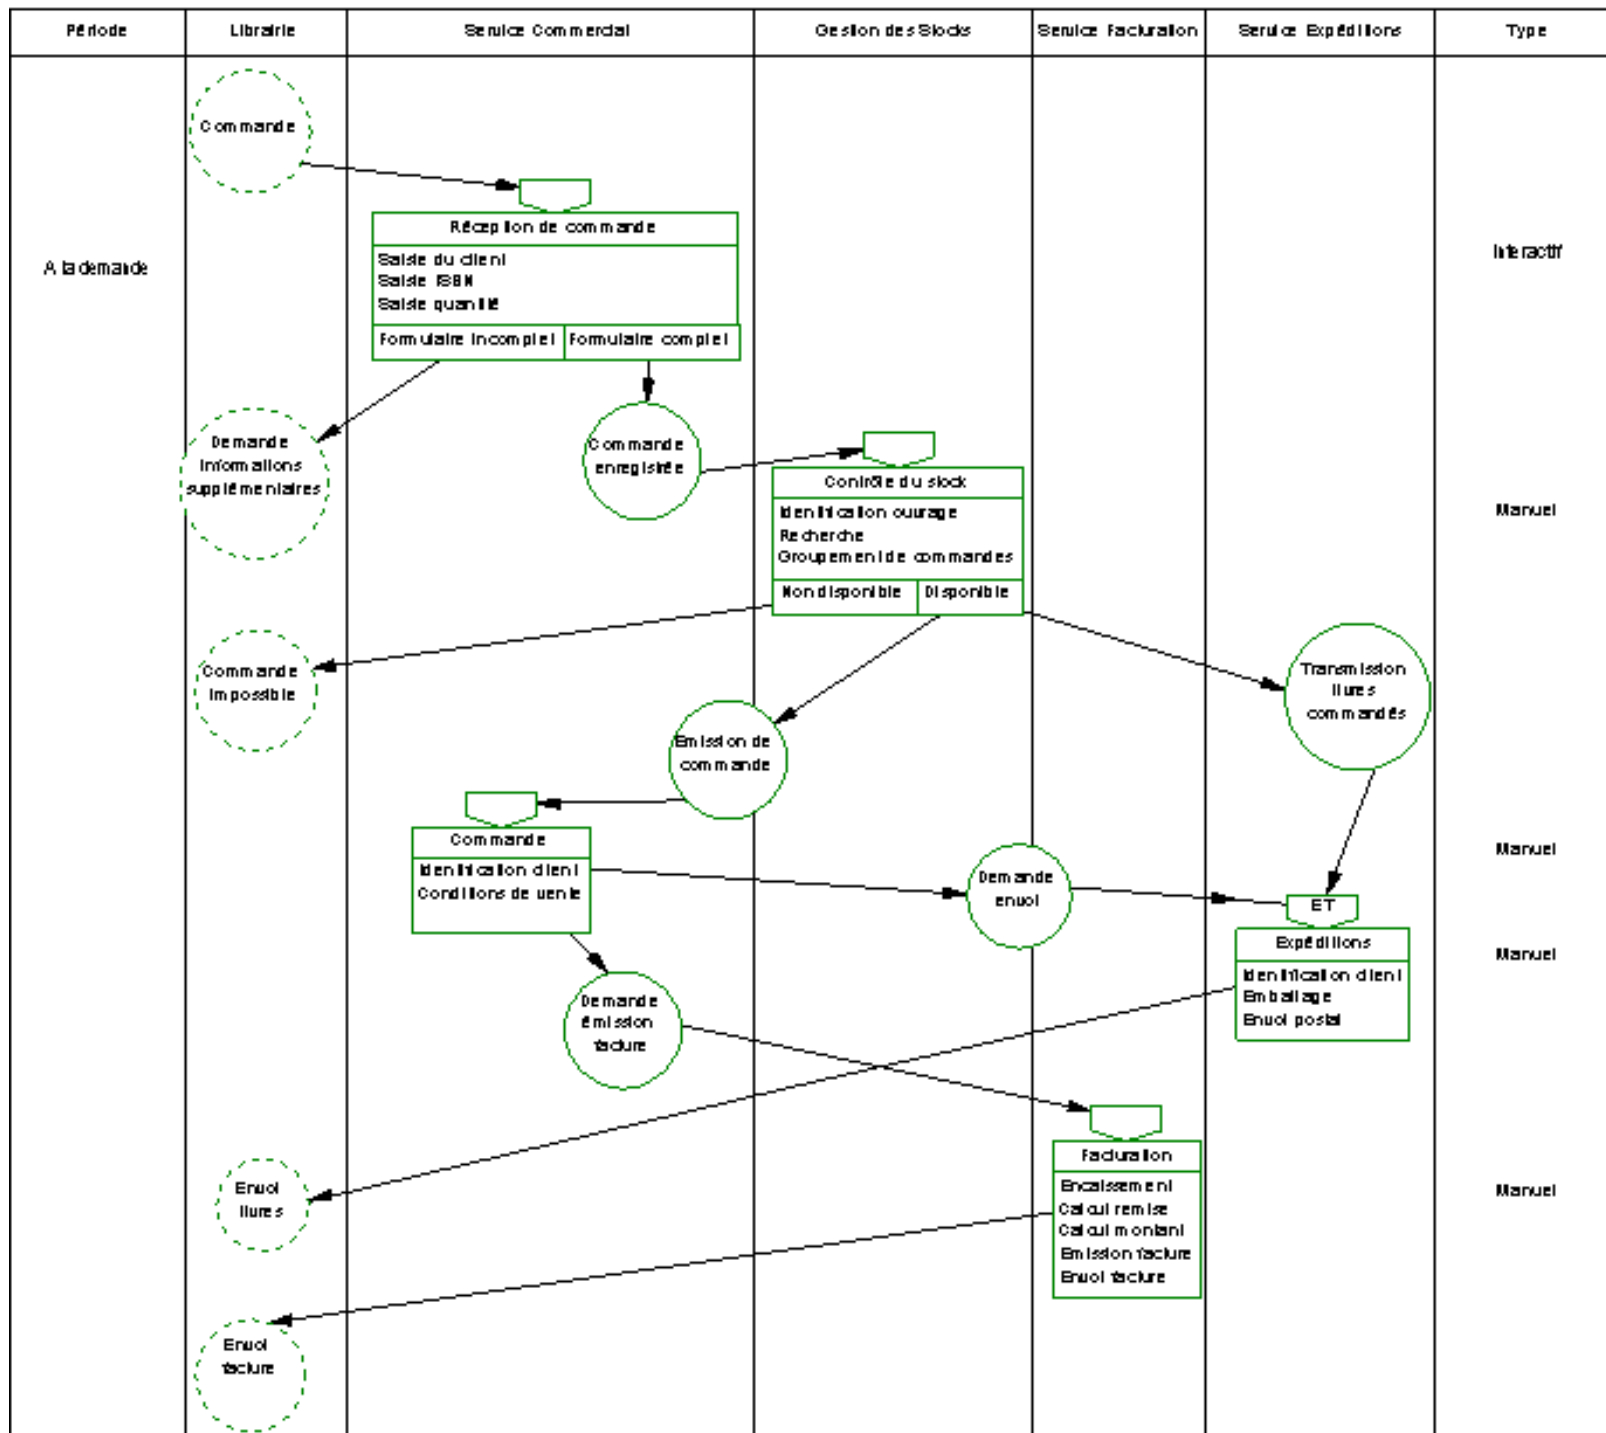 Période
Librairie
Service Commercial
Gestion des Stocks
Service Facturation
Service Expéditions
Type
Commande
Réception de commande
Saisie du client
Saisie ISBN
Saisie quantité
Formulaire incomplet
Formulaire complet
A la demande
Interactif
Demande
informations
supplémentaires
Commande
enregistrée
Contrôle du stock
Identification ouvrage
Recherche
Groupement de commandes
Non disponible
Disponible
Manuel
Commande
impossible
Emission de
commande
Transmission
livres
commandés
Commande
Identification client
Conditions de vente
Demande
envoi
Manuel
ET
Expéditions
Identification client
Emballage
Envoi postal
Manuel
Demande
émission
facture
Facturation
Encaissement
Calcul remise
Calcul montant
Emission facture
Envoi facture
Manuel
Envoi
livres
Envoi
facture